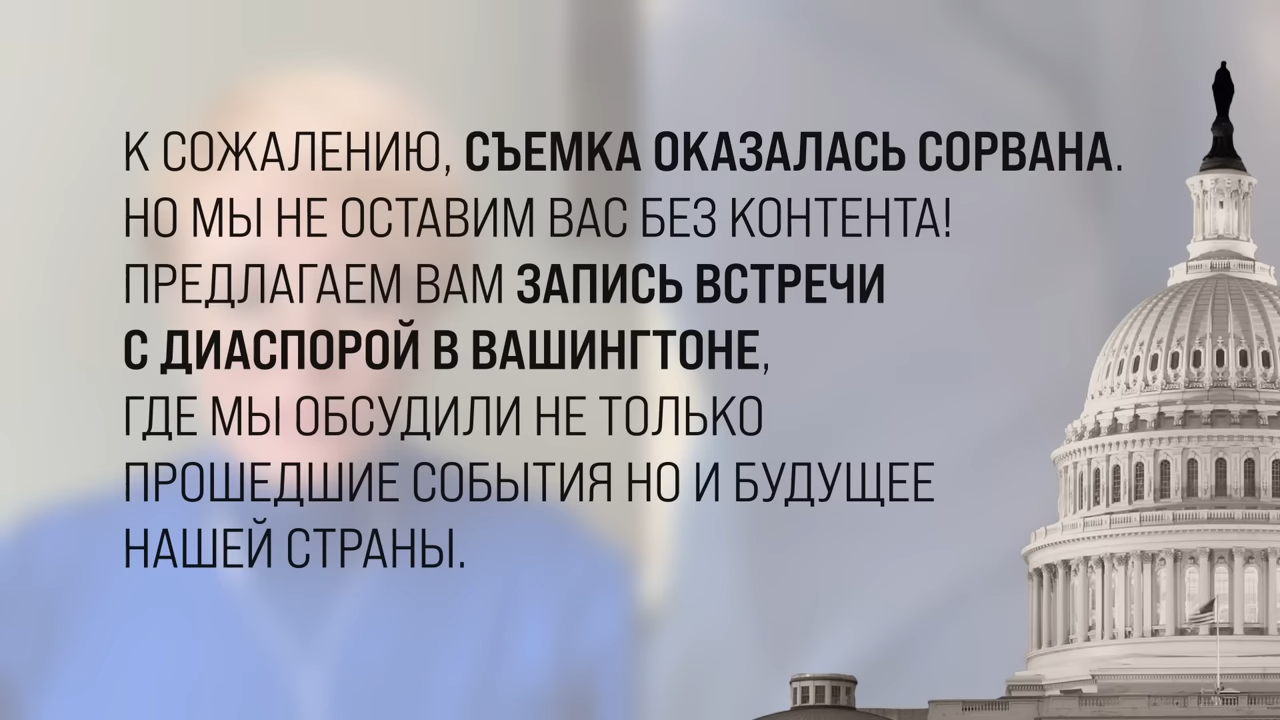 К СОЖАЛЕНИЮ, СЪЕМКА ОКАЗАЛАСЬ СОРВАНА.
НО МЫ НЕ ОСТАВИМ ВАС БЕЗ КОНТЕНТА!
ПРЕДЛАГАЕМ ВАМ ЗАПИСЬ ВСТРЕЧИ
С ДИАСПОРОЙ В ВАШИНГТОНЕ,
ГДЕ МЫ ОБСУДИЛИ НЕ ТОЛЬКО
ПРОШЕДШИЕ СОБЫТИЯ НО И БУДУЩЕЕ
НАШЕЙ СТРАНЫ.